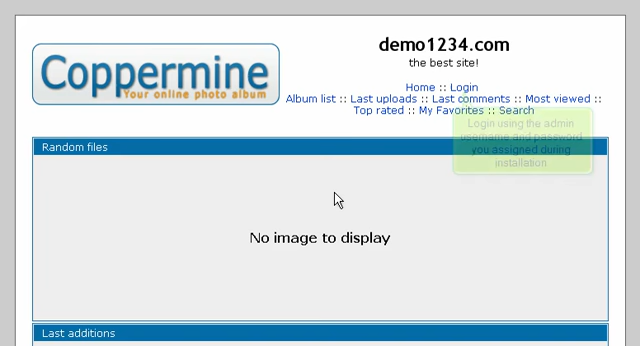 demo1234.com
the best site!
Coppermine
Your online photo album
Home :: Login
Album list :: Last uploads :: Last comments :: Most viewed ::
Top rated :: My Favorites :: Search
Login using the admin
username and password
you assigned during
installation
Random files
No image to display
Last additions